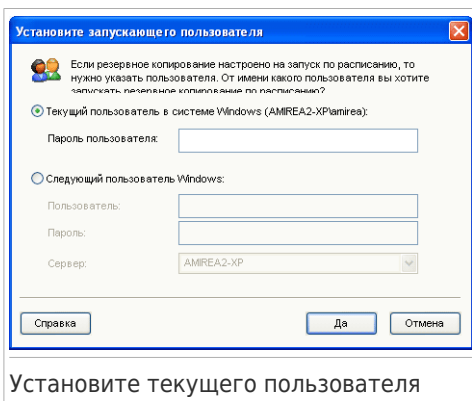 Установите запускающего пользователя
Если резервное копирование настроено на запуск по расписанию, то
нужно указать пользователя. От имени какого пользователя вы хотите
запускать резервное копирование по расписанию?
Текущий пользователь в системе Windows (AMIREA2-XP\amirea):
Пароль пользователя:
Следующий пользователь Windows:
Пользователь:
Пароль:
Сервер:
AMIREA2-XP
Справка
Да
Отмена
Установите текущего пользователя